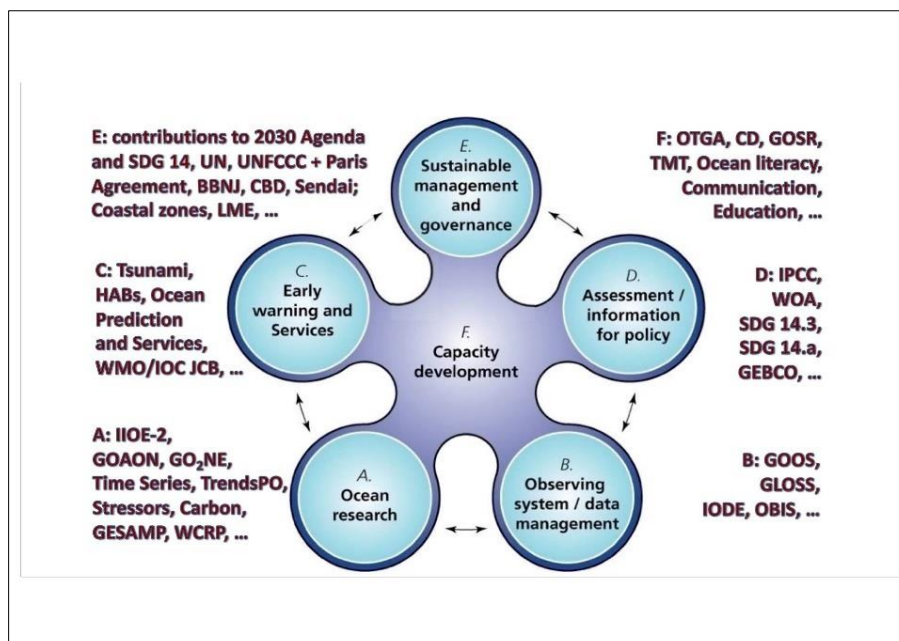 E: contributions to 2030 Agenda
and SDG 14, UN, UNFCCC + Paris
Agreement, BBNJ, CBD, Sendai;
Coastal zones, LME, ...
E.
Sustainable
management
and
governance
F: OTGA, CD, GOSR,
TMT, Ocean literacy,
Communication,
Education, ...
C: Tsunami,
HABs, Ocean
Prediction
and Services,
WMO/IOC JCB, ...
C.
Early
warning and
Services
F.
Capacity
development
D.
Assessment /
information
for policy
D: IPCC,
WOA,
SDG 14.3,
SDG 14.a,
GEBCO, ...
A: IIOE-2,
GOAON, GO₂NE,
Time Series, TrendsPO,
Stressors, Carbon,
GESAMP, WCRP, ...
A.
Ocean
research
B.
Observing
system / data
management
B: GOOS,
GLOSS,
IODE, OBIS, ...